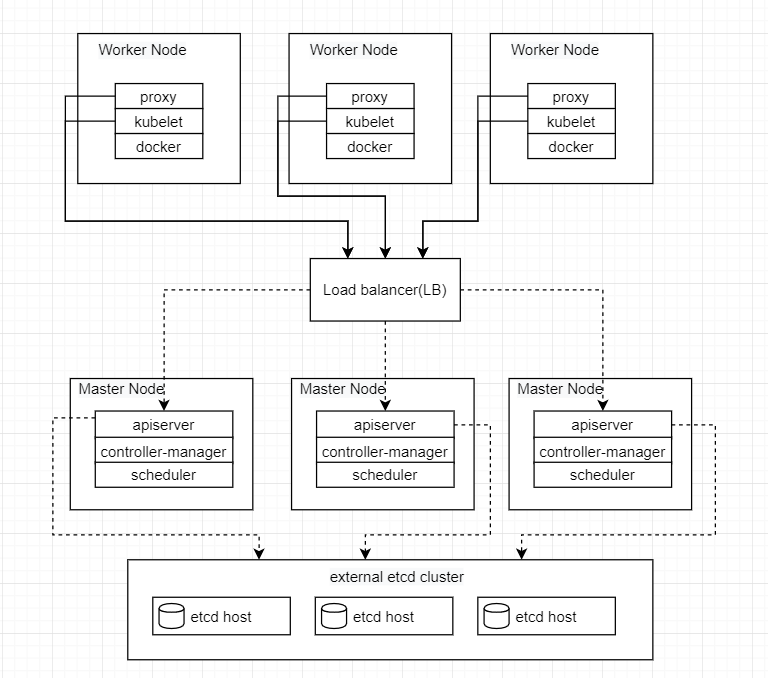 Worker Node
Worker Node
Worker Node
proxy
kubelet
docker
proxy
kubelet
docker
proxy
kubelet
docker
Load balancer(LB)
Master Node
Master Node
Master Node
apiserver
controller-manager
scheduler
apiserver
controller-manager
scheduler
apiserver
controller-manager
scheduler
external etcd cluster
etcd host
etcd host
etcd host